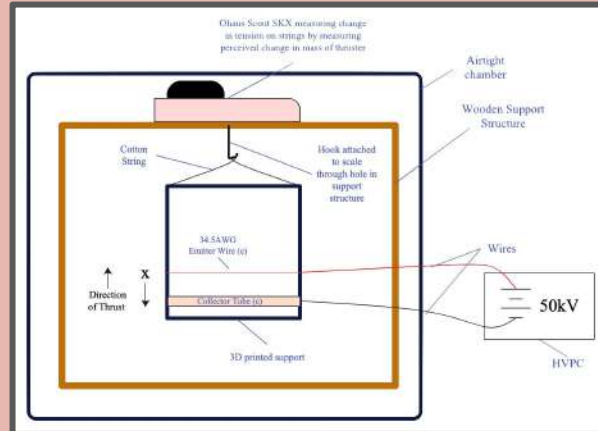 Ohaus Scout SKX measuring change
in tension on strings by measuring
perceived change in mass of thruster
Airtight
chamber
Wooden Support
Structure
Cotton
String
Hook attached
to scale
through hole in
support
structure
34.5AWG
Emitter Wire (e)
X
Direction
of Thrust
Collector Tube (c)
Wires
50kV
3D printed support
HVPC